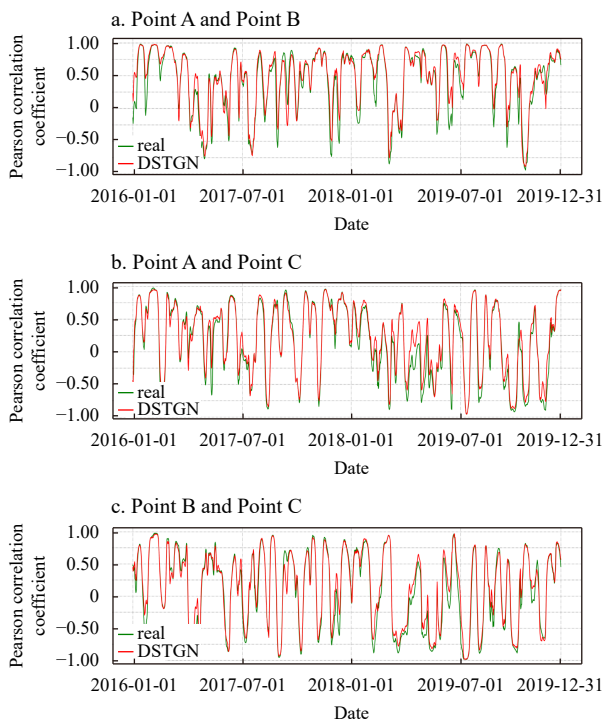 a. Point A and Point B
Pearson correlation
coefficient
1.00
0.50
0
−0.50
−1.00
real
DSTGN
2016-01-01 2017-07-01 2018-01-01 2019-07-01 2019-12-31
Date
b. Point A and Point C
Pearson correlation
coefficient
1.00
0.50
0
−0.50
−1.00
real
DSTGN
2016-01-01 2017-07-01 2018-01-01 2019-07-01 2019-12-31
Date
c. Point B and Point C
Pearson correlation
coefficient
1.00
0.50
0
−0.50
−1.00
real
DSTGN
2016-01-01 2017-07-01 2018-01-01 2019-07-01 2019-12-31
Date